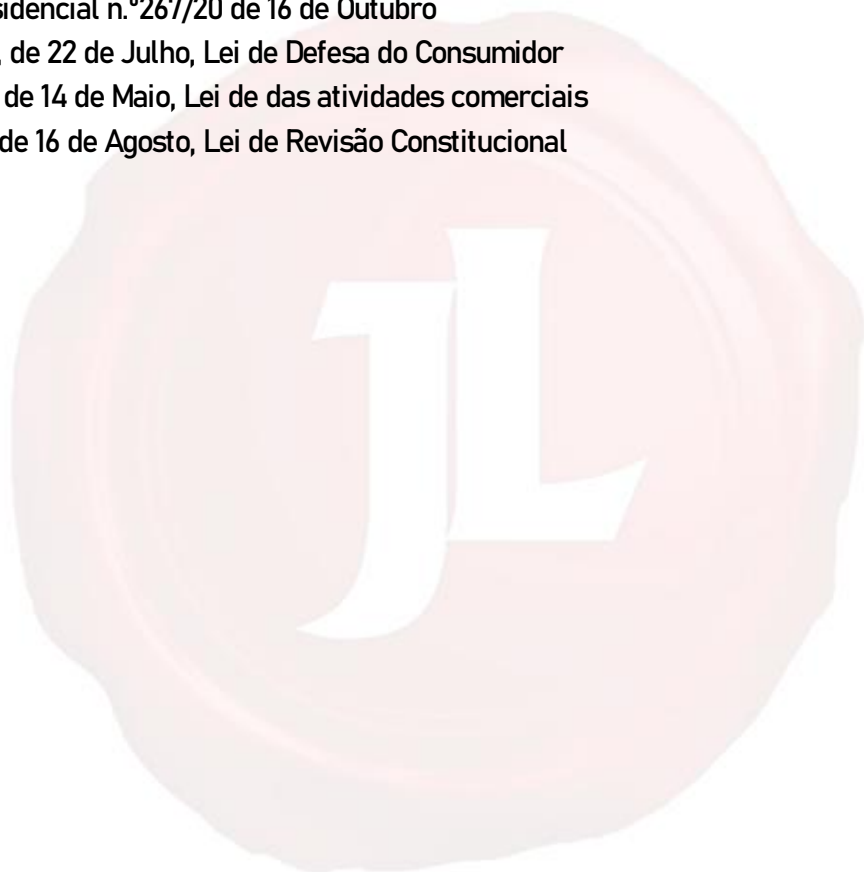 sidencial n.º267/20 de 16 de Outubro
, de 22 de Julho, Lei de Defesa do Consumidor
de 14 de Maio, Lei de das atividades comerciais
de 16 de Agosto, Lei de Revisão Constitucional
JL